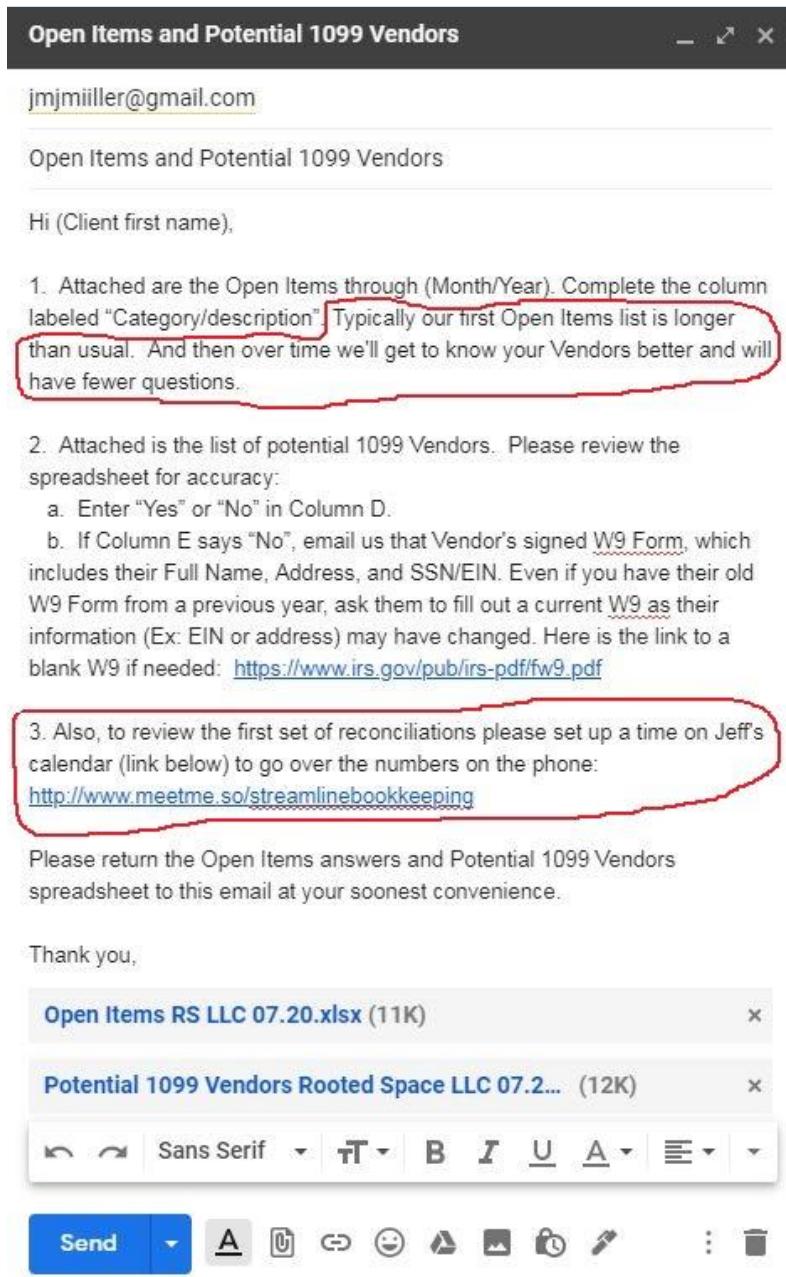 Open Items and Potential 1099 Vendors
jmjmiiller@gmail.com
Open Items and Potential 1099 Vendors
Hi (Client first name),
1.  Attached are the Open Items through (Month/Year). Complete the column
labeled “Category/description”. Typically our first Open Items list is longer
than usual.  And then over time we'll get to know your Vendors better and will
have fewer questions.
2.  Attached is the list of potential 1099 Vendors.  Please review the
spreadsheet for accuracy:
a.  Enter “Yes” or “No” in Column D.
b.  If Column E says “No”, email us that Vendor's signed W9 Form, which
includes their Full Name, Address, and SSN/EIN. Even if you have their old
W9 Form from a previous year, ask them to fill out a current W9 as their
information (Ex: EIN or address) may have changed. Here is the link to a
blank W9 if needed:  https://www.irs.gov/pub/irs-pdf/fw9.pdf
3. Also, to review the first set of reconciliations please set up a time on Jeff's
calendar (link below) to go over the numbers on the phone:
http://www.meetme.so/streamlinebookkeeping
Please return the Open Items answers and Potential 1099 Vendors
spreadsheet to this email at your soonest convenience.
Thank you,
Open Items RS LLC 07.20.xlsx (11K)
Potential 1099 Vendors Rooted Space LLC 07.2... (12K)
Sans Serif
Send